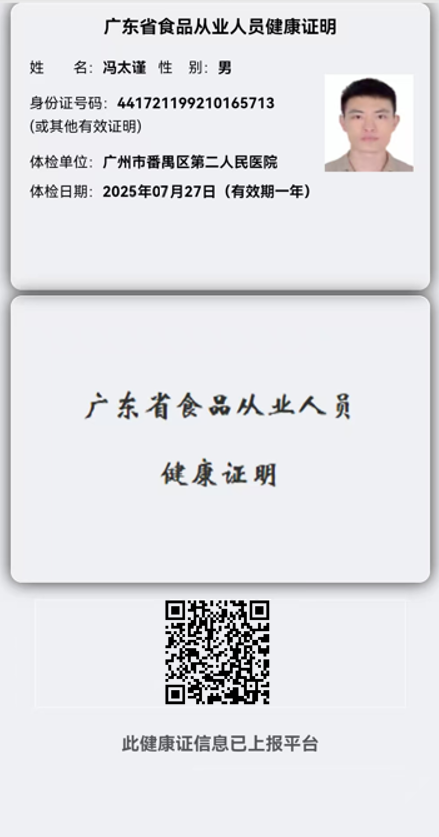 广东省食品从业人员健康证明
姓 名：冯太谨 性 别：男
身份证号码：441721199210165713
(或其他有效证明)
体检单位：广州市番禺区第二人民医院
体检日期：2025年07月27日（有效期一年）
广东省食品从业人员
健康证明
此健康证信息已上报平台